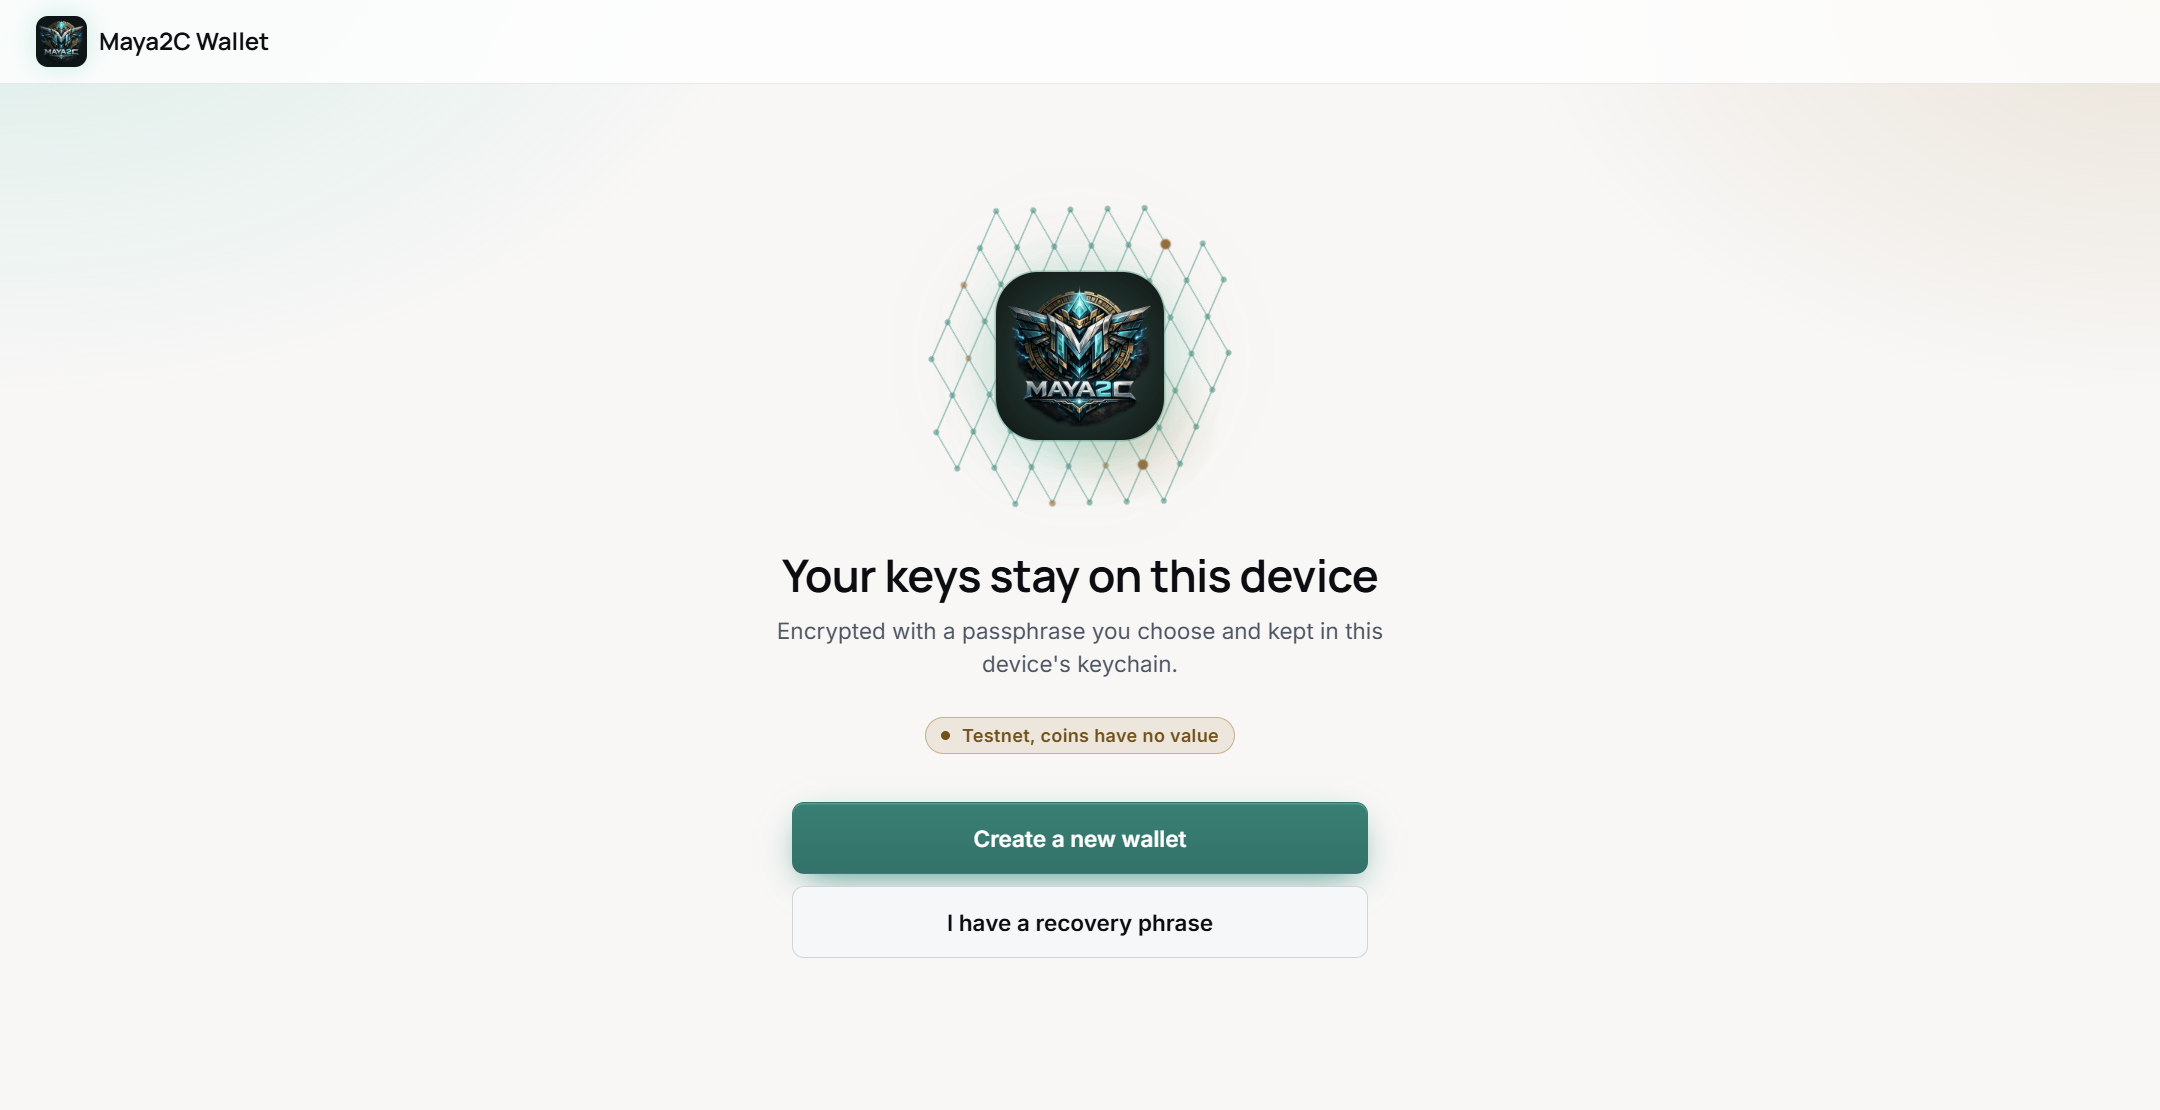 MAYA2C
Maya2C Wallet
MAYA2C
Your keys stay on this device
Encrypted with a passphrase you choose and kept in this
device's keychain.
Testnet, coins have no value
Create a new wallet
I have a recovery phrase